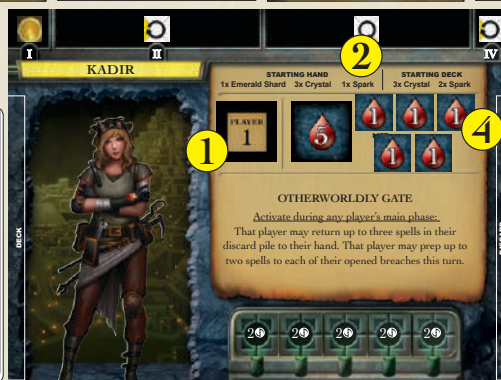 I II IV
2
KADIR
STARTING HAND STARTING DECK
1x Emerald Shard 3x Crystal 1x Spark 3x Crystal 2x Spark
PLAYER
1
5
1 1 1
1 1
1
4
OTHERWORLDLY GATE
Activate during any player's main phase:
That player may return up to three spells in their
discard pile to their hand. That player may prep up to
two spells to each of their opened breaches this turn.
DECK
2 2 2 2 2